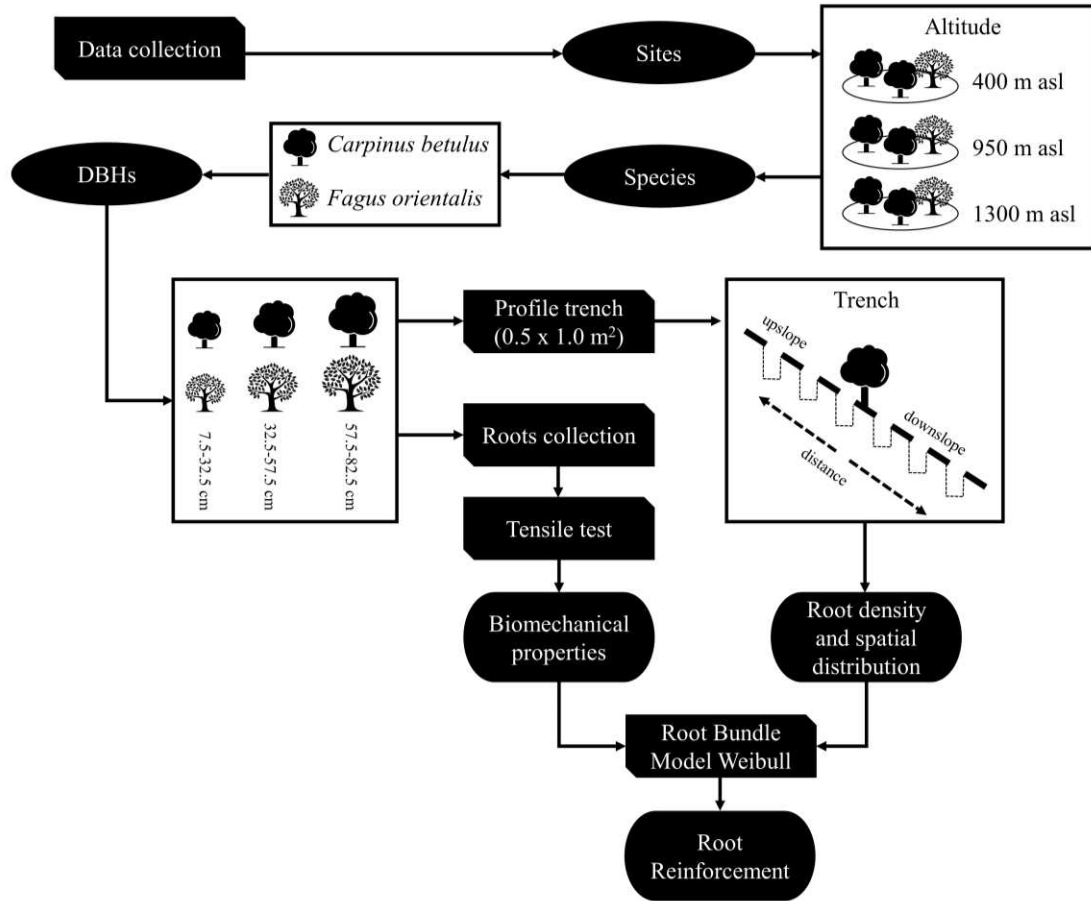 Data collection
Sites
Altitude
400 m asl
950 m asl
1300 m asl
Species
Carpinus betulus
Fagus orientalis
DBHs
7.5-32.5 cm
32.5-57.5 cm
57.5-82.5 cm
Profile trench
(0.5 x 1.0 m²)
Trench
upslope
downslope
distance
Roots collection
Tensile test
Biomechanical
properties
Root density
and spatial
distribution
Root Bundle
Model Weibull
Root
Reinforcement